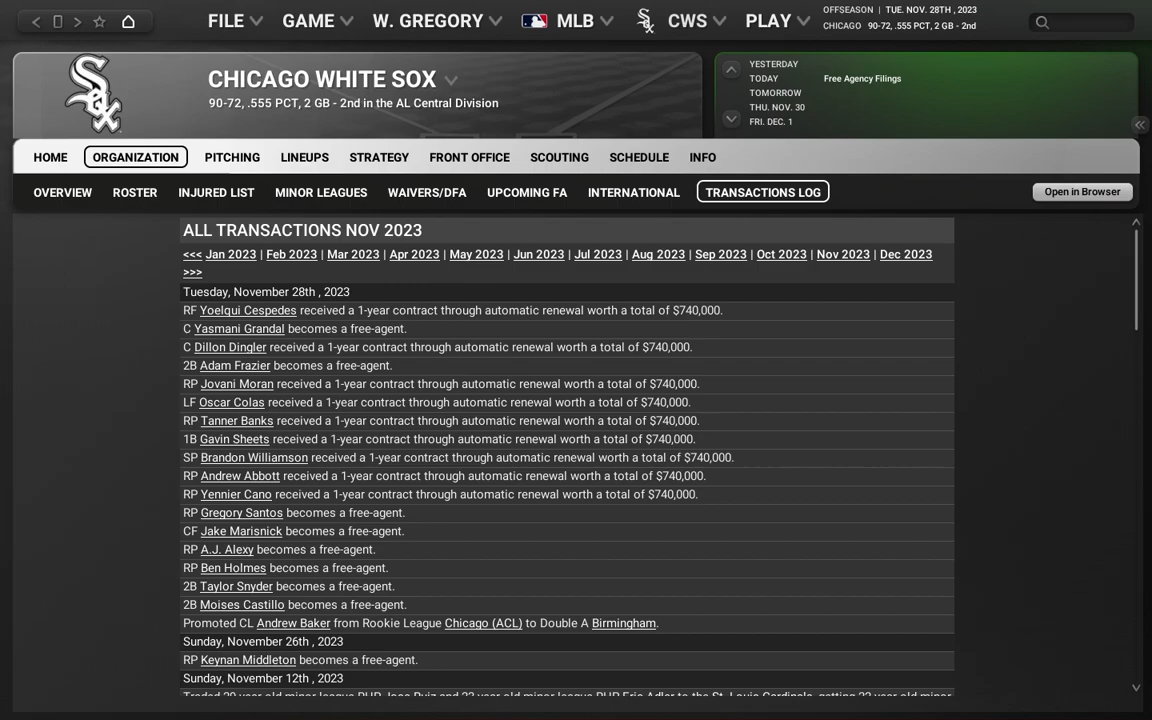 FILE GAME W. GREGORY MLB CWS PLAY
OFFSEASON | TUE. NOV. 28TH , 2023
CHICAGO 90-72, .555 PCT, 2 GB - 2nd
CHICAGO WHITE SOX
90-72, .555 PCT, 2 GB - 2nd in the AL Central Division
YESTERDAY
TODAY Free Agency Filings
TOMORROW
THU. NOV. 30
FRI. DEC. 1
HOME ORGANIZATION PITCHING LINEUPS STRATEGY FRONT OFFICE SCOUTING SCHEDULE INFO
OVERVIEW ROSTER INJURED LIST MINOR LEAGUES WAIVERS/DFA UPCOMING FA INTERNATIONAL TRANSACTIONS LOG Open in Browser
ALL TRANSACTIONS NOV 2023
<<< Jan 2023 | Feb 2023 | Mar 2023 | Apr 2023 | May 2023 | Jun 2023 | Jul 2023 | Aug 2023 | Sep 2023 | Oct 2023 | Nov 2023 | Dec 2023
>>>
Tuesday, November 28th , 2023
RF Yoelqui Cespedes received a 1-year contract through automatic renewal worth a total of $740,000.
C Yasmani Grandal becomes a free-agent.
C Dillon Dingler received a 1-year contract through automatic renewal worth a total of $740,000.
2B Adam Frazier becomes a free-agent.
RP Jovani Moran received a 1-year contract through automatic renewal worth a total of $740,000.
LF Oscar Colas received a 1-year contract through automatic renewal worth a total of $740,000.
RP Tanner Banks received a 1-year contract through automatic renewal worth a total of $740,000.
1B Gavin Sheets received a 1-year contract through automatic renewal worth a total of $740,000.
SP Brandon Williamson received a 1-year contract through automatic renewal worth a total of $740,000.
RP Andrew Abbott received a 1-year contract through automatic renewal worth a total of $740,000.
RP Yennier Cano received a 1-year contract through automatic renewal worth a total of $740,000.
RP Gregory Santos becomes a free-agent.
CF Jake Marisnick becomes a free-agent.
RP A.J. Alexy becomes a free-agent.
RP Ben Holmes becomes a free-agent.
2B Taylor Snyder becomes a free-agent.
2B Moises Castillo becomes a free-agent.
Promoted CL Andrew Baker from Rookie League Chicago (ACL) to Double A Birmingham.
Sunday, November 26th , 2023
RP Keynan Middleton becomes a free-agent.
Sunday, November 12th , 2023